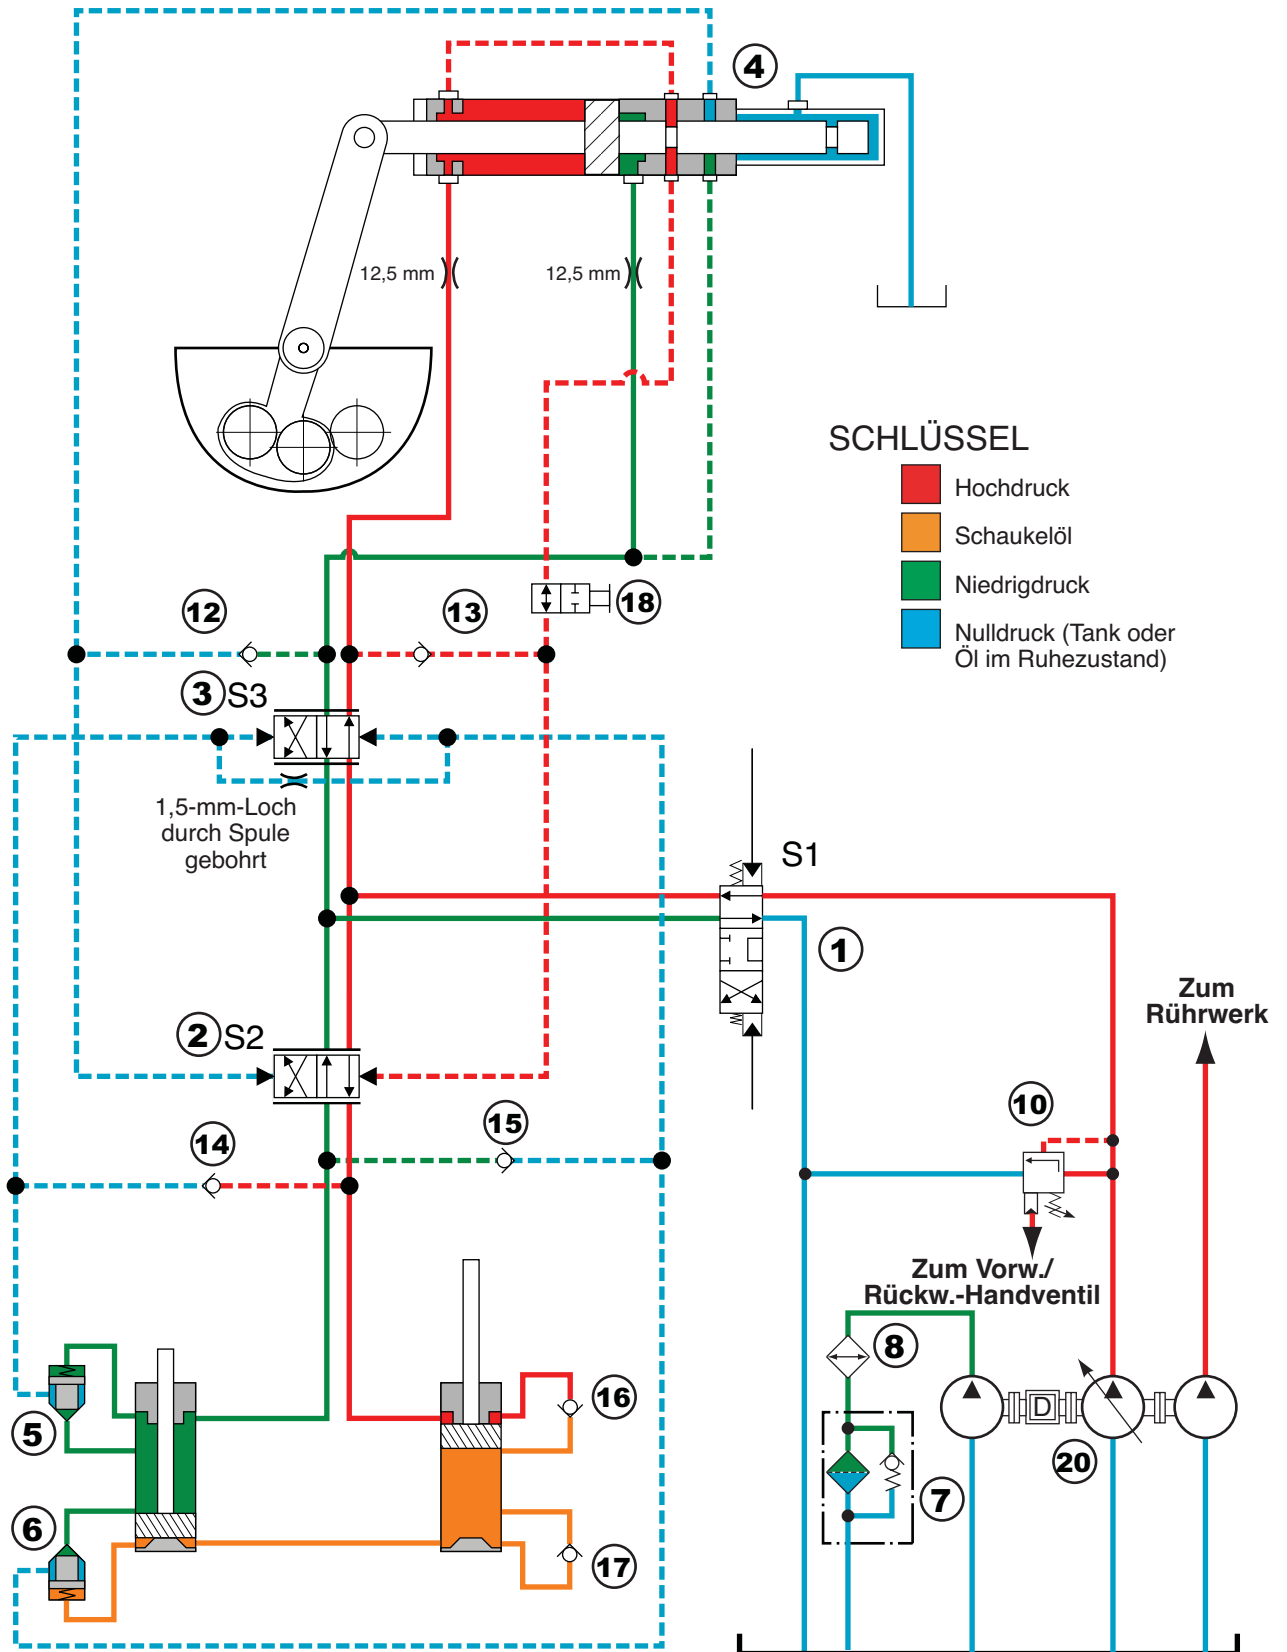 4
12,5 mm
12,5 mm
SCHLÜSSEL
Hochdruck
Schaukelöl
Niedrigdruck
Nulldruck (Tank oder
Öl im Ruhezustand)
18
12
13
3 S3
1,5-mm-Loch
durch Spule
gebohrt
S1
1
2 S2
Zum
Rührwerk
10
15
14
Zum Vorw./
Rückw.-Handventil
8
16
5
D
20
7
6
17